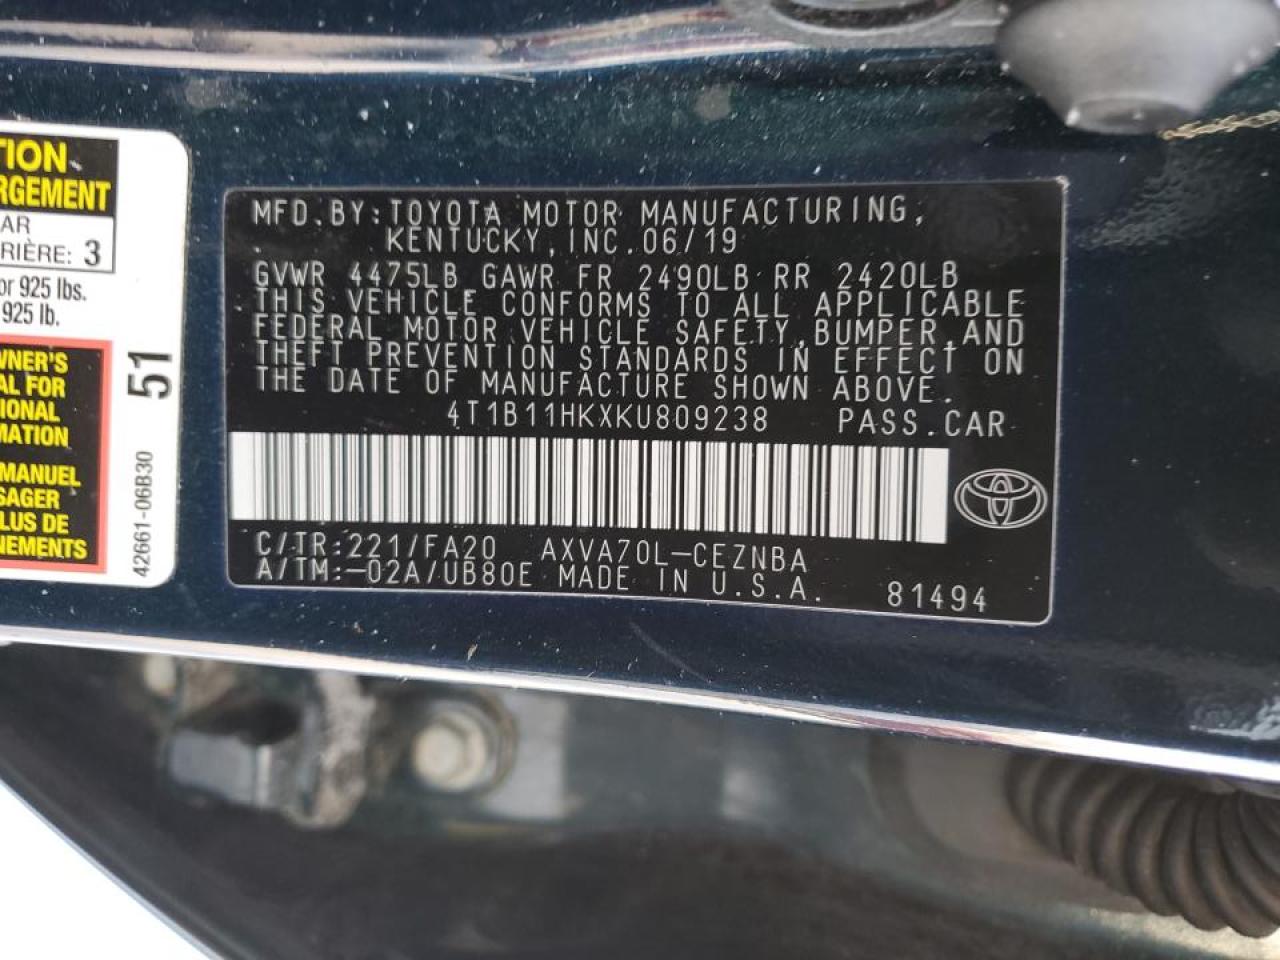 TION
RGEMENT
AR
RIÈRE: 3
or 925 lbs.
925 lb.
WNER'S
AL FOR
IONAL
MATION
MANUEL
SAGER
LUS DE
NEMENTS
51
42661-06B30
MFD.BY:TOYOTA MOTOR MANUFACTURING,
KENTUCKY,INC.06/19
GVWR 4475LB GAWR FR 2490LB RR 2420LB
THIS VEHICLE CONFORMS TO ALL APPLICABLE
FEDERAL MOTOR VEHICLE SAFETY,BUMPER,AND
THEFT PREVENTION STANDARDS IN EFFECT ON
THE DATE OF MANUFACTURE SHOWN ABOVE.
4T1B11HKXKU809238 PASS.CAR
C/TR:221/FA20 AXVA70L-CEZNBA
A/TM:-02A/UB80E MADE IN U.S.A. 81494